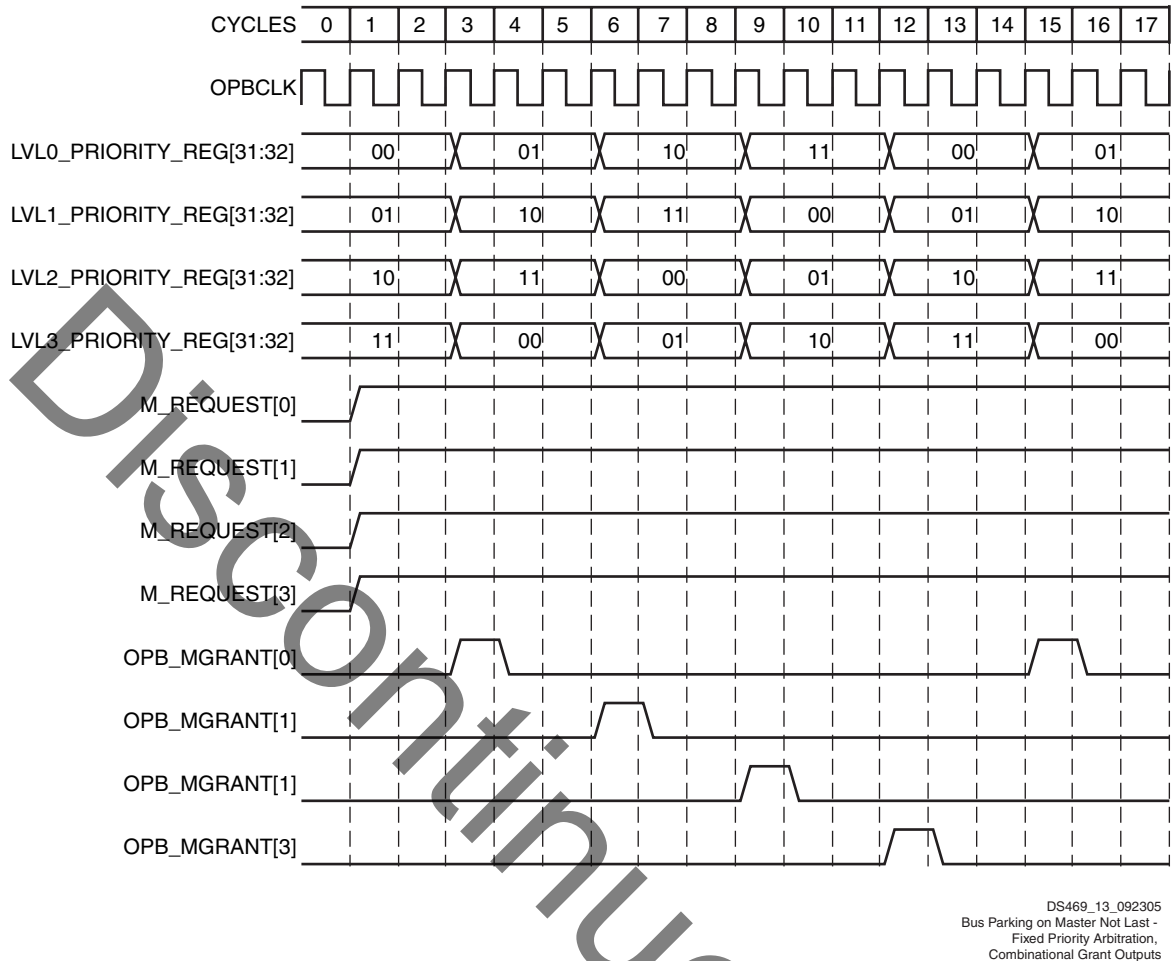 CYCLES 0 1 2 3 4 5 6 7 8 9 10 11 12 13 14 15 16 17
OPBCLK
LVL0_PRIORITY_REG[31:32] 00 01 10 11 00 01
LVL1_PRIORITY_REG[31:32] 01 10 11 00 01 10
LVL2_PRIORITY_REG[31:32] 10 11 00 01 10 11
LVL3_PRIORITY_REG[31:32] 11 00 01 10 11 00
M_REQUEST[0]
M_REQUEST[1]
M_REQUEST[2]
M_REQUEST[3]
OPB_MGRANT[0]
OPB_MGRANT[1]
OPB_MGRANT[1]
OPB_MGRANT[3]
Discontinu
DS469_13_092305
Bus Parking on Master Not Last -
Fixed Priority Arbitration,
Combinational Grant Outputs